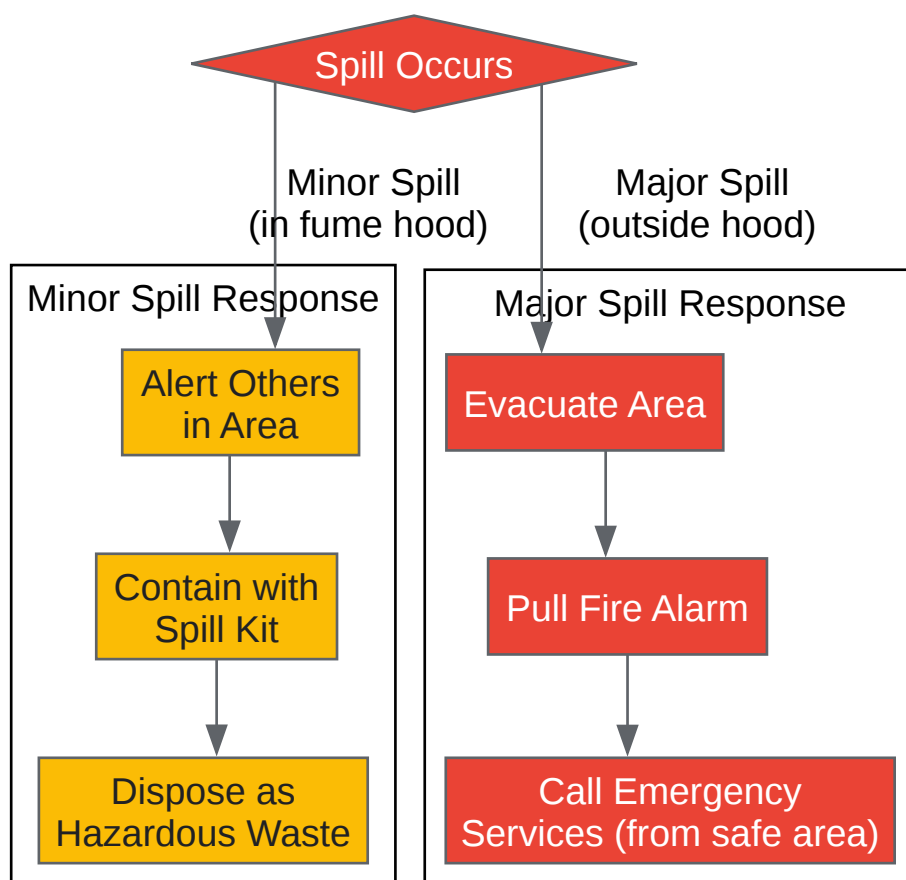 Spill Occurs
Minor Spill
(in fume hood)
Major Spill
(outside hood)
Minor Spill Response
Alert Others
in Area
Contain with
Spill Kit
Dispose as
Hazardous Waste
Major Spill Response
Evacuate Area
Pull Fire Alarm
Call Emergency
Services (from safe area)